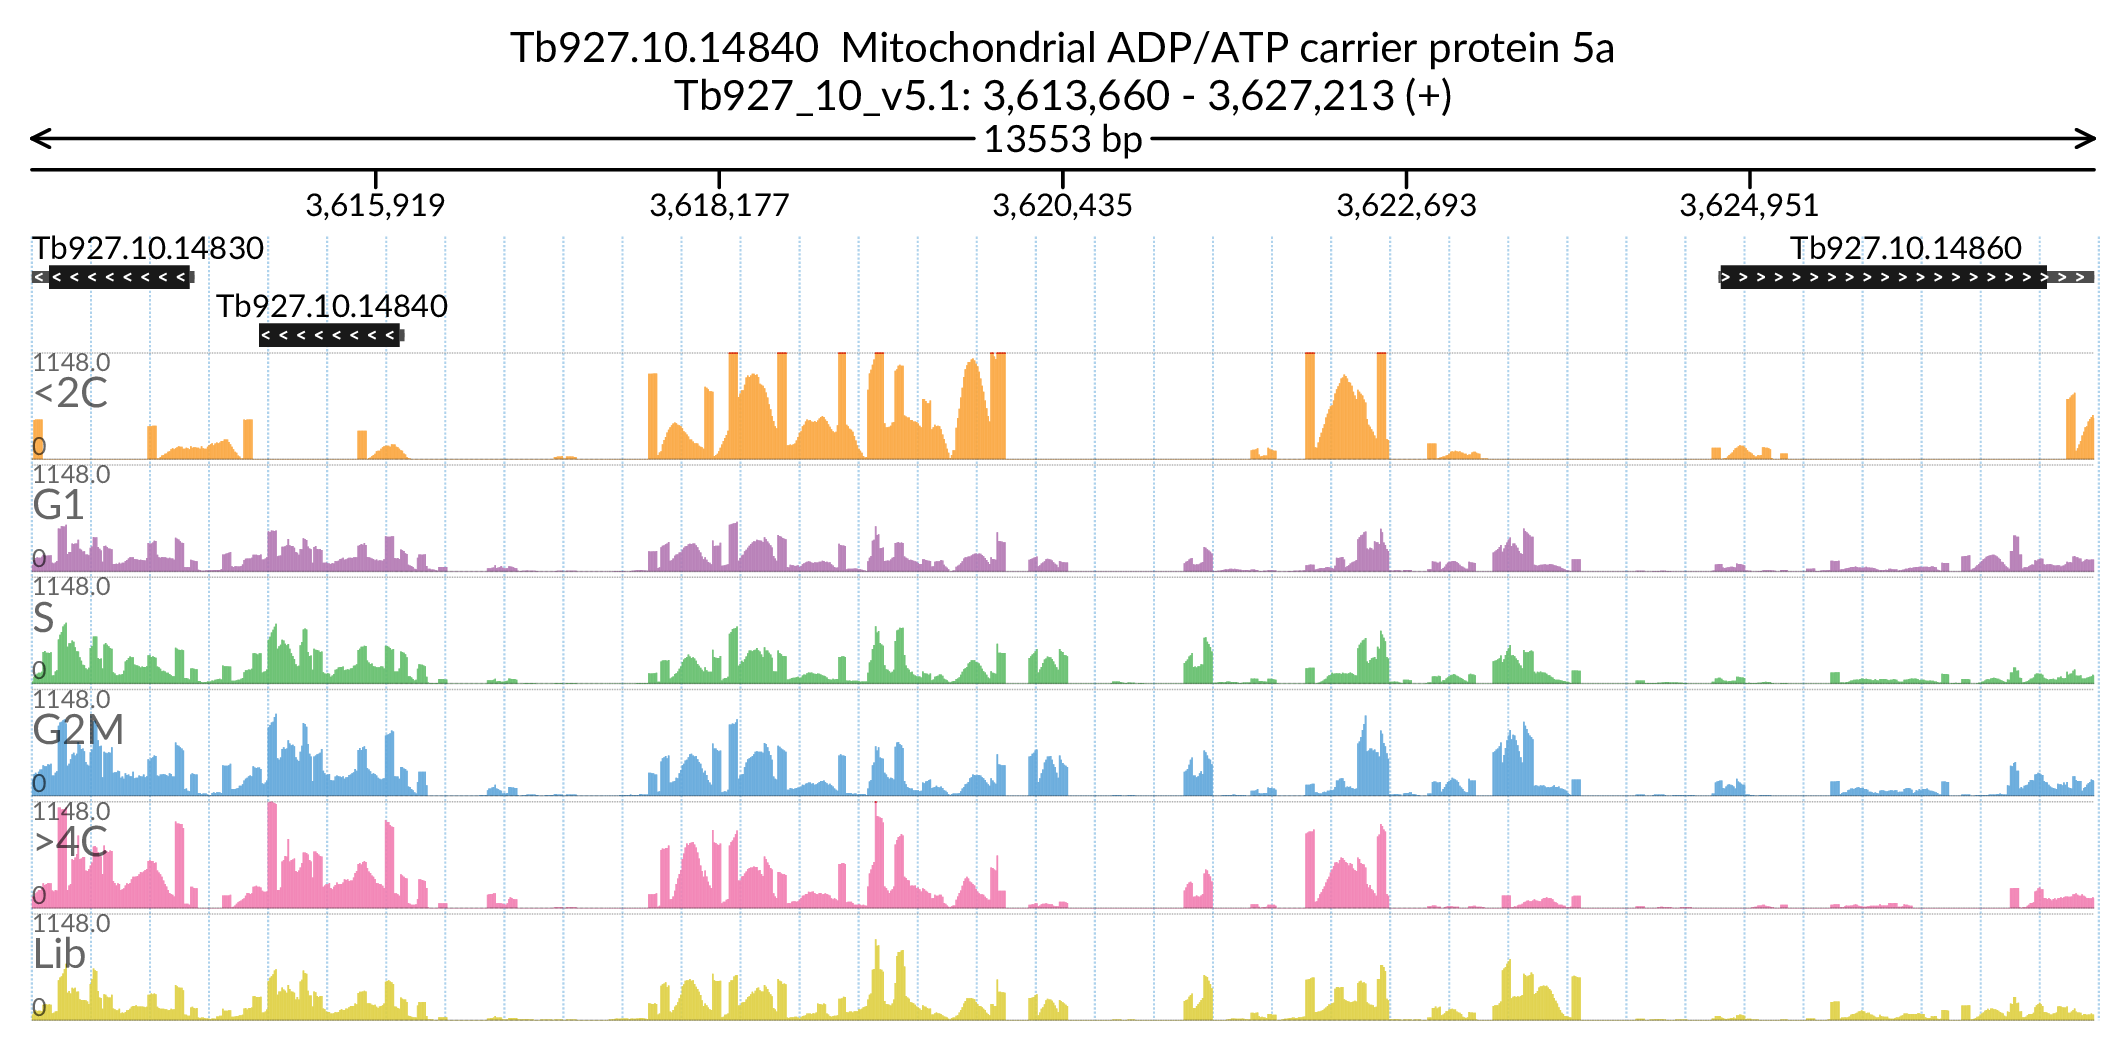 Tb927.10.14840  Mitochondrial ADP/ATP carrier protein 5a
Tb927_10_v5.1: 3,613,660 - 3,627,213 (+)
13553 bp
3,615,919 3,618,177 3,620,435 3,622,693 3,624,951
Tb927.10.14830 Tb927.10.14860
Tb927.10.14840
1148.0
<2C
0
1148.0
G1
0
1148.0
S
0
1148.0
G2M
0
1148.0
>4C
0
1148.0
Lib
0